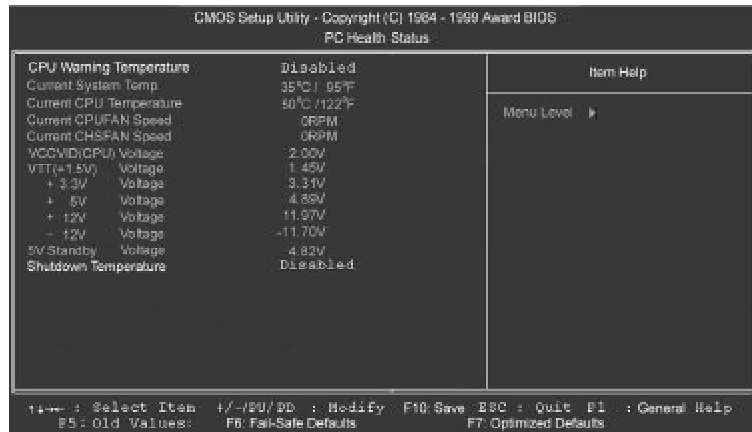 CMOS Setup Utility - Copyright (C) 1984 - 1999 Award BIOS
PC Health Status
CPU Warning Temperature Disabled
Current System Temp. 35°C / 95°F
Current CPU Temperature 50°C /122°F
Current CPUFAN Speed 0RPM
Current CHSFAN Speed 0RPM
VCCVID(CPU) Voltage 2.00V
VTT(+1.5V) Voltage 1.45V
+ 3.3V Voltage 3.31V
+ 5V Voltage 4.89V
+ 12V Voltage 11.97V
- 12V Voltage -11.70V
5V Standby Voltage 4.82V
Shutdown Temperature Disabled
Item Help
Menu Level ▶
↑↓→← : Select Item +/-/PU/PD : Modify F10: Save ESC : Quit F1 : General Help
F5: Old Values: F6: Fail-Safe Defaults F7: Optimized Defaults